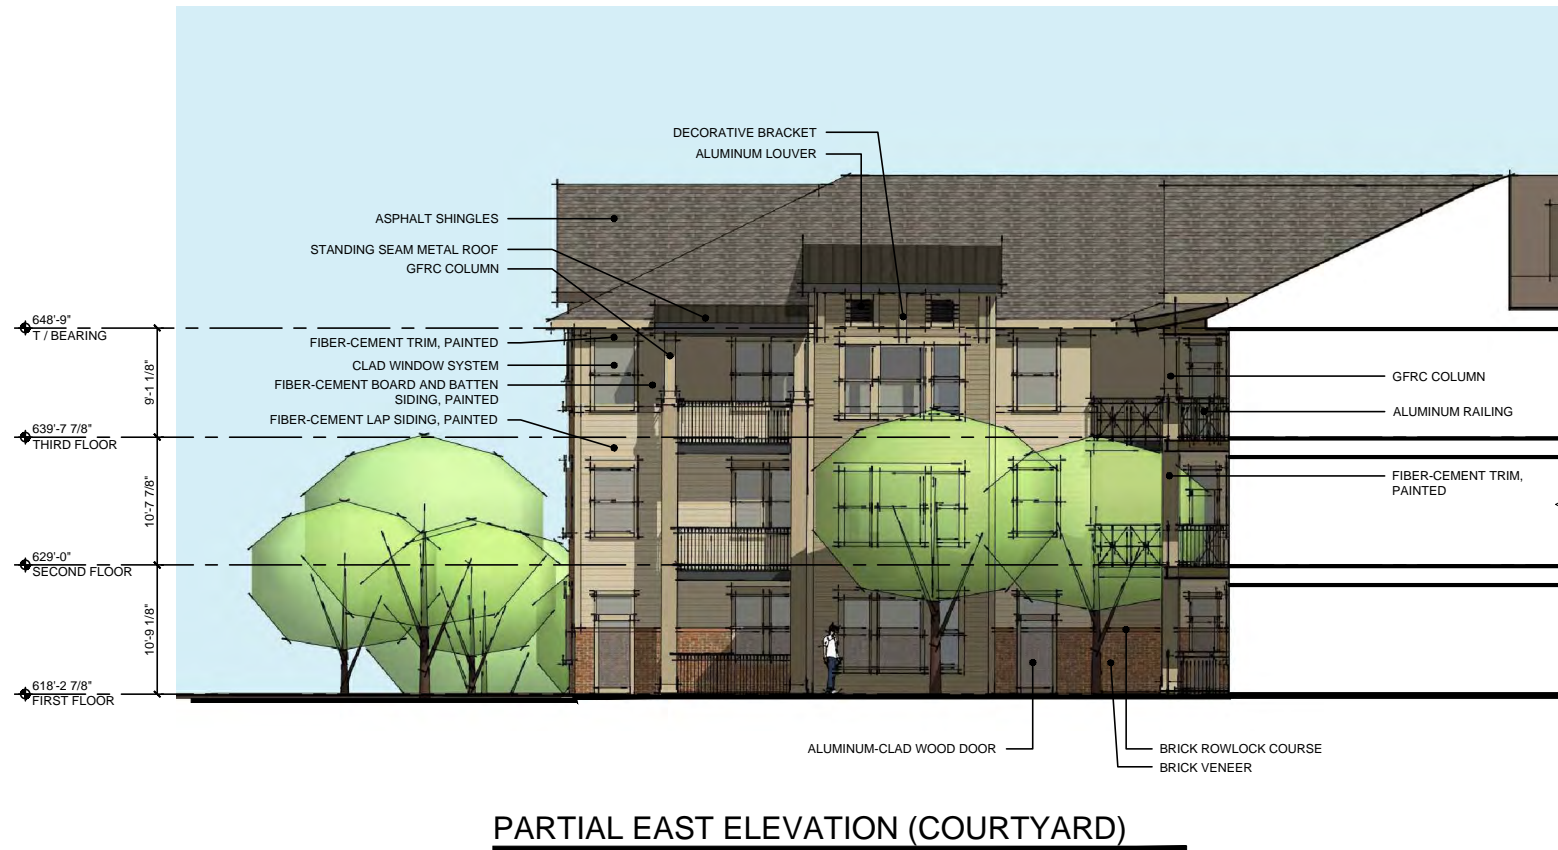 DECORATIVE BRACKET
ALUMINUM LOUVER
ASPHALT SHINGLES
STANDING SEAM METAL ROOF
GFRC COLUMN
648'-9"
T / BEARING
FIBER-CEMENT TRIM, PAINTED
CLAD WINDOW SYSTEM
FIBER-CEMENT BOARD AND BATTEN
SIDING, PAINTED
FIBER-CEMENT LAP SIDING, PAINTED
9'-1 1/8"
GFRC COLUMN
ALUMINUM RAILING
639'-7 7/8"
THIRD FLOOR
FIBER-CEMENT TRIM,
PAINTED
10'-7 7/8"
629'-0"
SECOND FLOOR
10'-9 1/8"
618'-2 7/8"
FIRST FLOOR
ALUMINUM-CLAD WOOD DOOR
BRICK ROWLOCK COURSE
BRICK VENEER
PARTIAL EAST ELEVATION (COURTYARD)